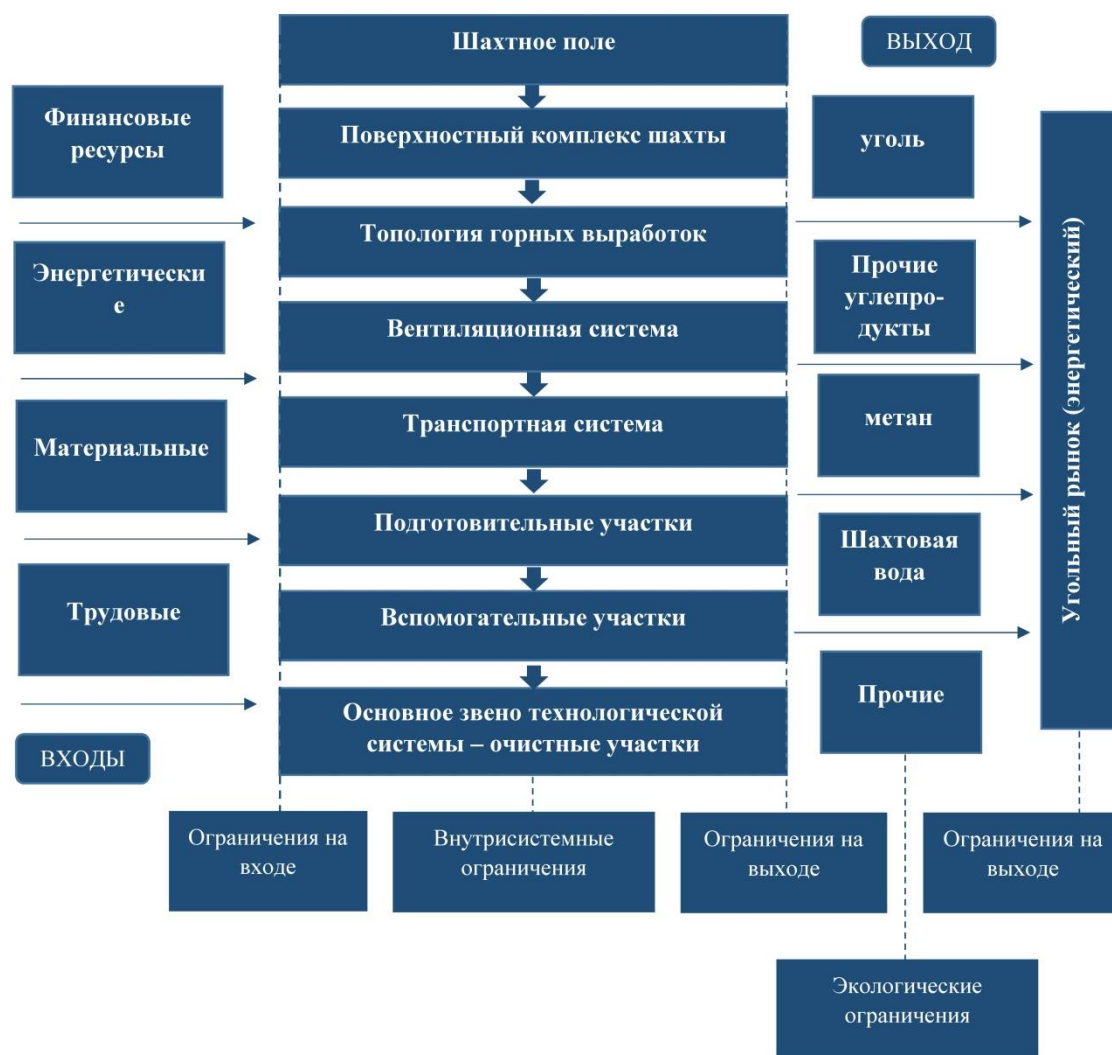 Шахтное поле
ВЫХОД
Финансовые
ресурсы
Поверхностный комплекс шахты
уголь
Топология горных выработок
Энергетически
е
Прочие
углепро-
дукты
Вентиляционная система
Угольный рынок (энергетический)
Транспортная система
метан
Материальные
Подготовительные участки
Шахтовая
вода
Трудовые
Вспомогательные участки
Прочие
Основное звено технологической
системы – очистные участки
ВХОДЫ
Ограничения на
входе
Внутрисистемные
ограничения
Ограничения на
выходе
Ограничения на
выходе
Экологические
ограничения